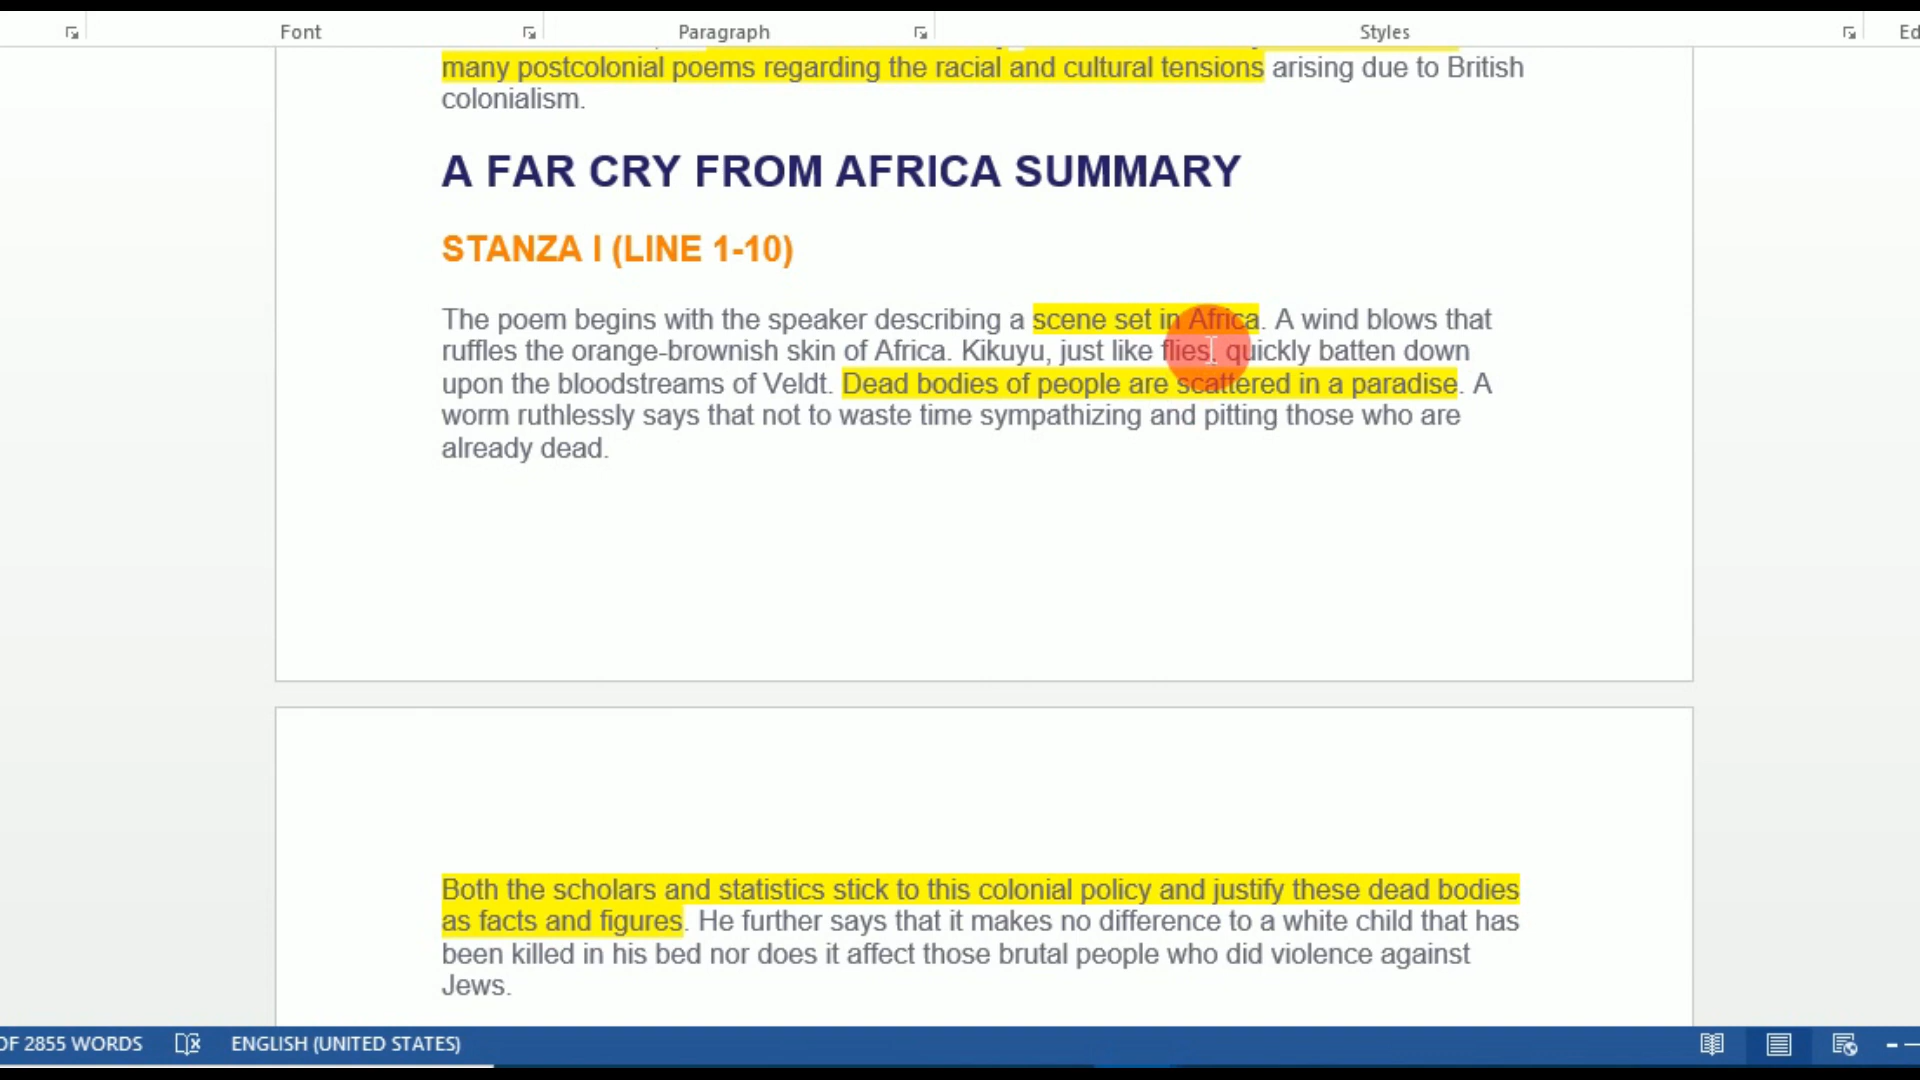 Font Paragraph Styles Ed
many postcolonial poems regarding the racial and cultural tensions arising due to British
colonialism.
A FAR CRY FROM AFRICA SUMMARY
STANZA I (LINE 1-10)
The poem begins with the speaker describing a scene set in Africa. A wind blows that
ruffles the orange-brownish skin of Africa. Kikuyu, just like flies, quickly batten down
upon the bloodstreams of Veldt. Dead bodies of people are scattered in a paradise. A
worm ruthlessly says that not to waste time sympathizing and pitting those who are
already dead.
Both the scholars and statistics stick to this colonial policy and justify these dead bodies
as facts and figures. He further says that it makes no difference to a white child that has
been killed in his bed nor does it affect those brutal people who did violence against
Jews.
OF 2855 WORDS ENGLISH (UNITED STATES)